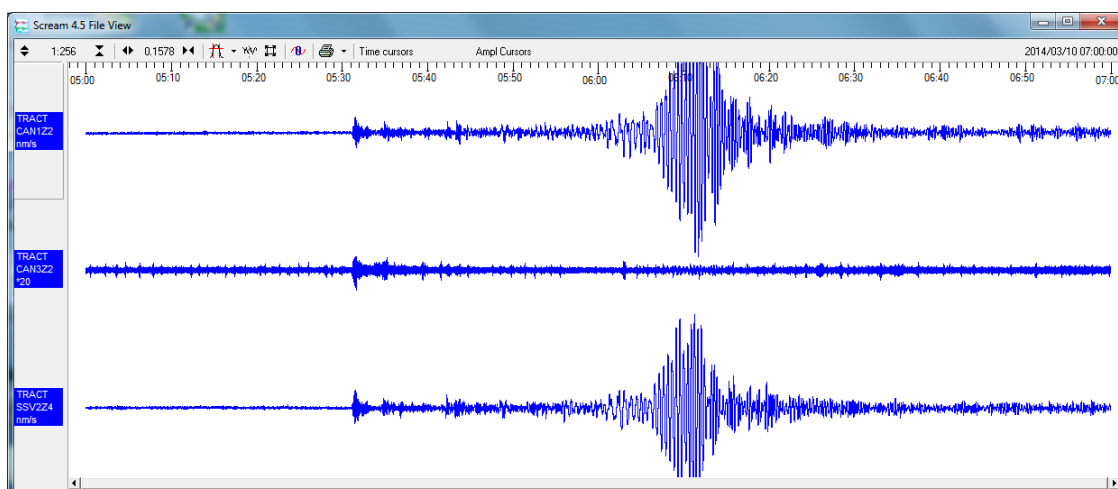 Scream 4.5 File View
1:256 0.1578 Time cursors Ampl Cursors 2014/03/10 07:00:00
05:00 05:10 05:20 05:30 05:40 05:50 06:00 06:10 06:20 06:30 06:40 06:50 07:00
TRACT
CAN1Z2
nm/s
TRACT
CAN3Z2
*20
TRACT
SSV2Z4
nm/s